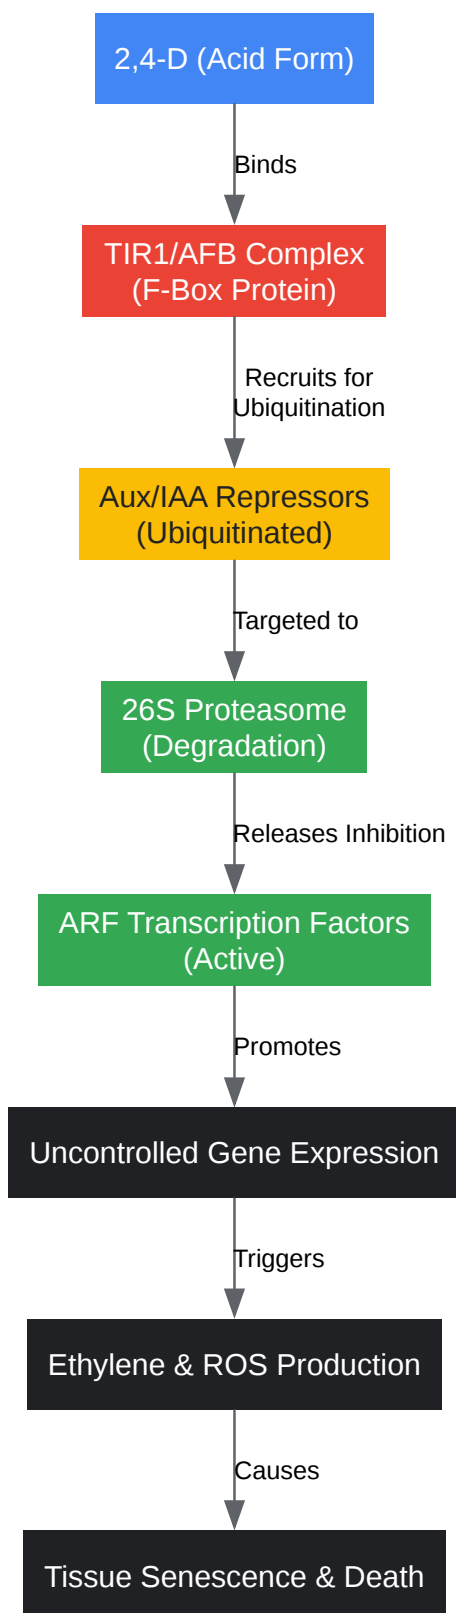 2,4-D (Acid Form)
Binds
TIR1/AFB Complex
(F-Box Protein)
Recruits for
Ubiquitination
Aux/IAA Repressors
(Ubiquitinated)
Targeted to
26S Proteasome
(Degradation)
Releases Inhibition
ARF Transcription Factors
(Active)
Promotes
Uncontrolled Gene Expression
Triggers
Ethylene & ROS Production
Causes
Tissue Senescence & Death